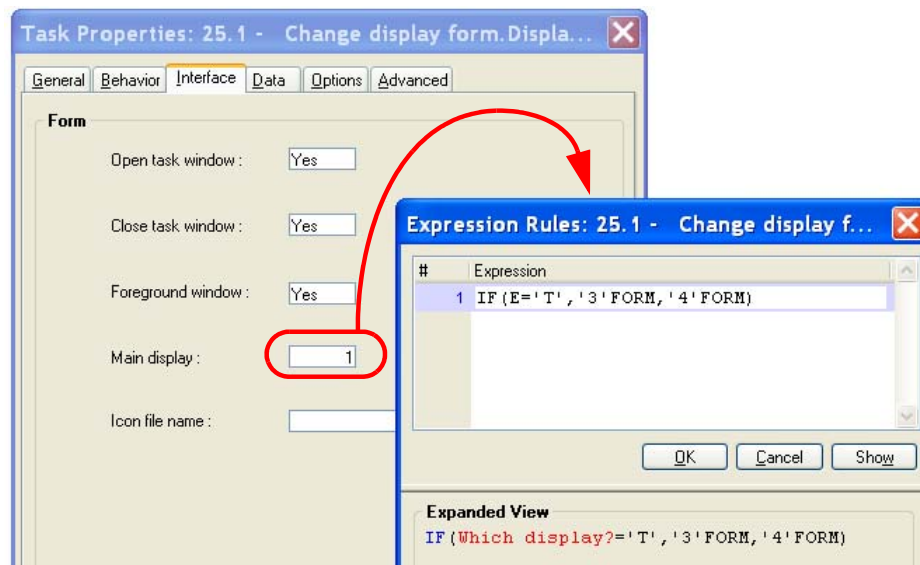 Task Properties: 25.1 - Change display form.Displa...
General Behavior Interface Data Options Advanced
Form
Open task window : Yes
Close task window : Yes
Foreground window : Yes
Main display : 1
Icon file name :
Expression Rules: 25.1 - Change display f...
# Expression
1 IF(E='T','3'FORM,'4'FORM)
OK Cancel Show
Expanded View
IF(Which display?='T','3'FORM,'4'FORM)